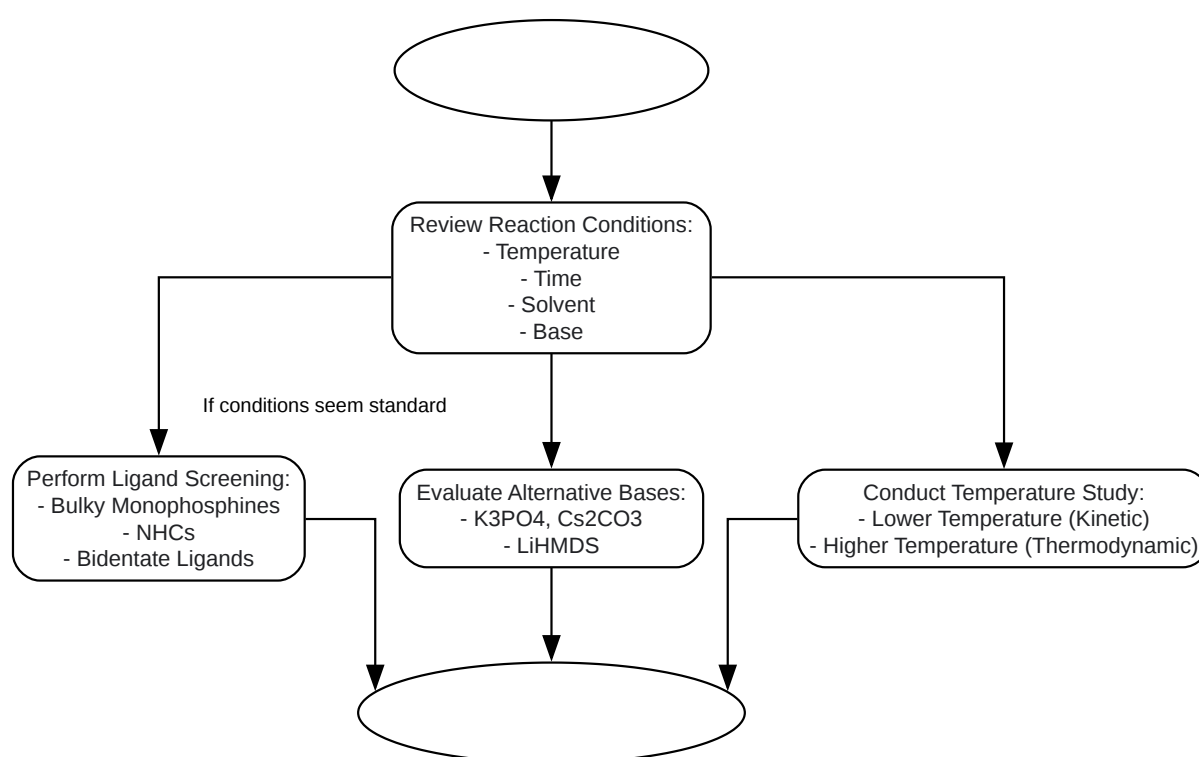 Review Reaction Conditions:
- Temperature
- Time
- Solvent
- Base
If conditions seem standard
Perform Ligand Screening:
- Bulky Monophosphines
- NHCs
- Bidentate Ligands
Evaluate Alternative Bases:
- K3PO4, Cs2CO3
- LiHMDS
Conduct Temperature Study:
- Lower Temperature (Kinetic)
- Higher Temperature (Thermodynamic)